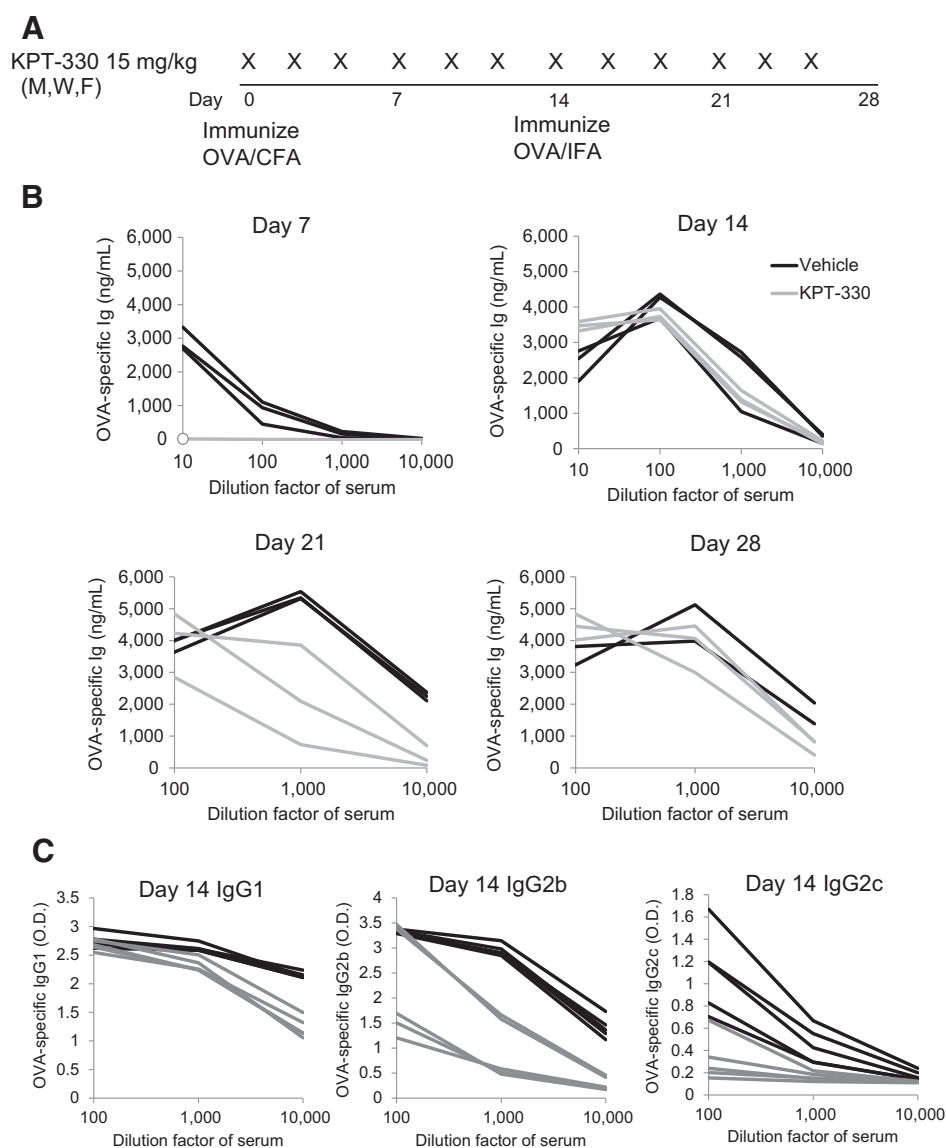 A
KPT-330 15 mg/kg X X X X X X X X X X X X
(M,W,F)
Day 0 7 14 21 28
Immunize Immunize
OVA/CFA OVA/IFA
B
Day 7
OVA-specific Ig (ng/mL)
6,000
5,000
4,000
3,000
2,000
1,000
0
10 100 1,000 10,000
Dilution factor of serum
Day 14
OVA-specific Ig (ng/mL)
6,000
5,000
4,000
3,000
2,000
1,000
0
Vehicle
KPT-330
10 100 1,000 10,000
Dilution factor of serum
Day 21
OVA-specific Ig (ng/mL)
6,000
5,000
4,000
3,000
2,000
1,000
0
100 1,000 10,000
Dilution factor of serum
Day 28
OVA-specific Ig (ng/mL)
6,000
5,000
4,000
3,000
2,000
1,000
0
100 1,000 10,000
Dilution factor of serum
C
Day 14 IgG1
OVA-specific IgG1 (O.D.)
3.5
3
2.5
2
1.5
1
0.5
0
100 1,000 10,000
Dilution factor of serum
Day 14 IgG2b
OVA-specific IgG2b (O.D.)
4
3.5
3
2.5
2
1.5
1
0.5
0
100 1,000 10,000
Dilution factor of serum
Day 14 IgG2c
OVA-specific IgG2c (O.D.)
1.8
1.6
1.4
1.2
1
0.8
0.6
0.4
0.2
0
100 1,000 10,000
Dilution factor of serum